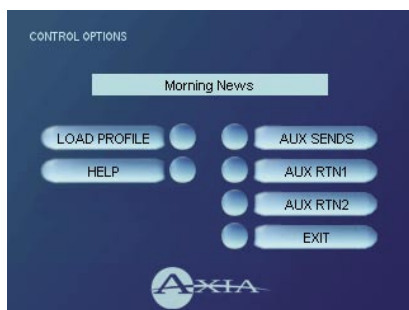 CONTROL OPTIONS
Morning News
LOAD PROFILE
AUX SENDS
HELP
AUX RTN1
AUX RTN2
EXIT
AXIA